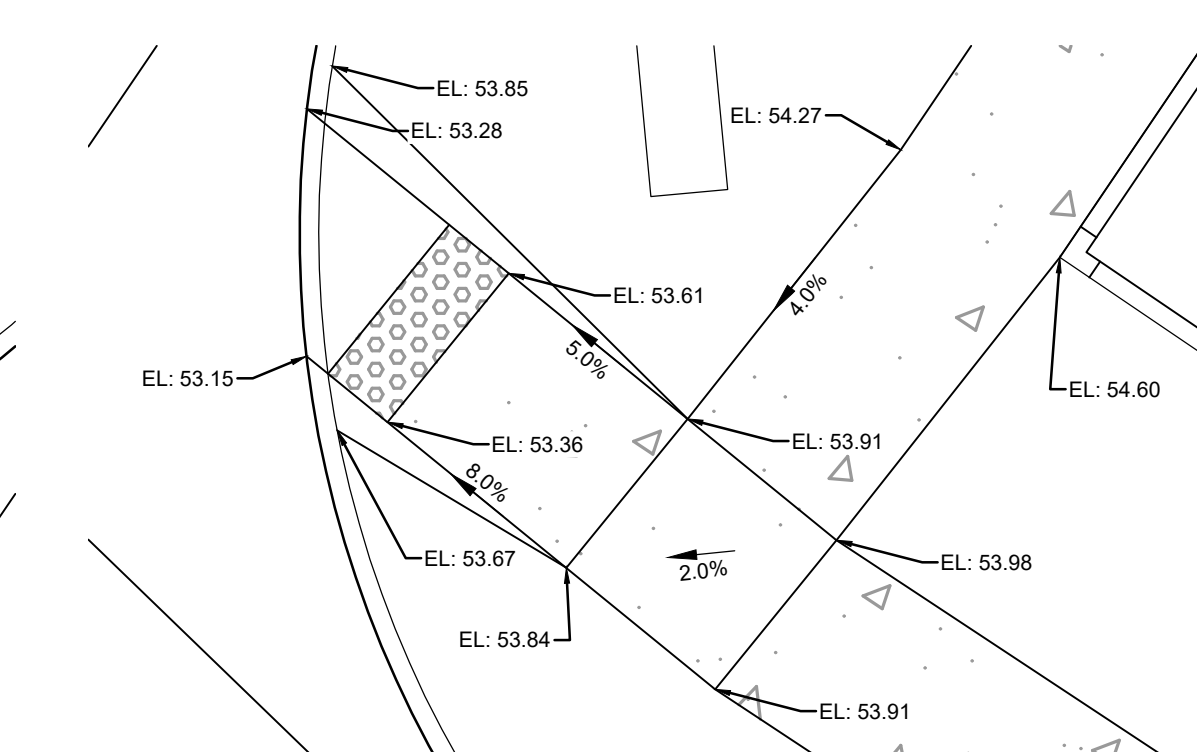 EL: 53.85
EL: 54.27
EL: 53.28
4.0%
EL: 53.61
5.0%
EL: 53.15
EL: 54.60
EL: 53.36
EL: 53.91
8.0%
EL: 53.67
2.0%
EL: 53.98
EL: 53.84
EL: 53.91